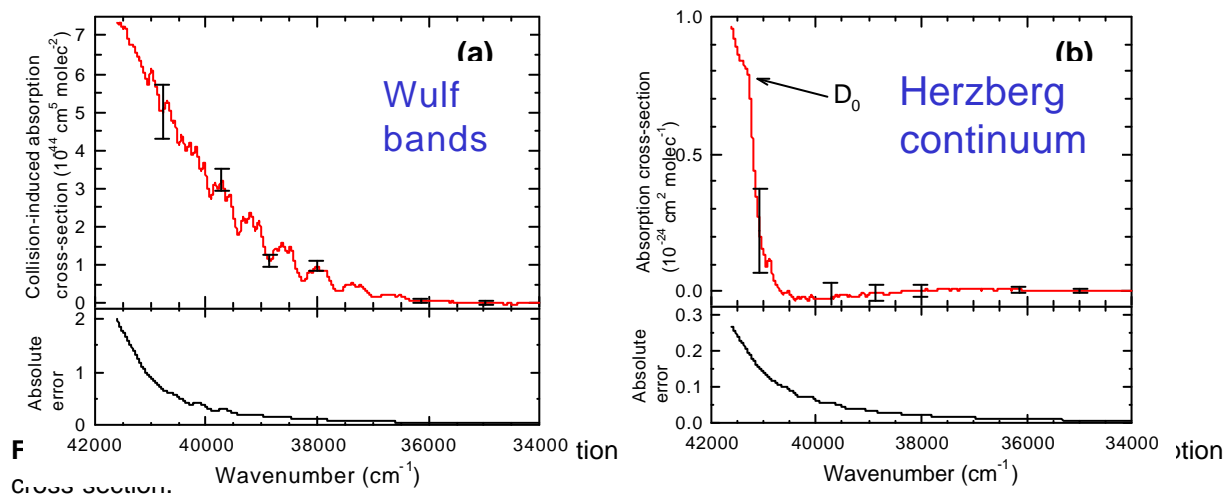 (a)
Wulf
bands
Collision-induced absorption
cross-section (10^44 cm^5 molec^-2)
7
6
5
4
3
2
1
0
Absolute
error
2
1
0
42000 40000 38000 36000 34000
Wavenumber (cm^-1)
(b)
Herzberg
continuum
D_0
Absorption cross-section
(10^-24 cm^2 molec^-1)
1.0
0.5
0.0
Absolute
error
0.3
0.2
0.1
0.0
42000 40000 38000 36000 34000
Wavenumber (cm^-1)
F tion ption
cross section.